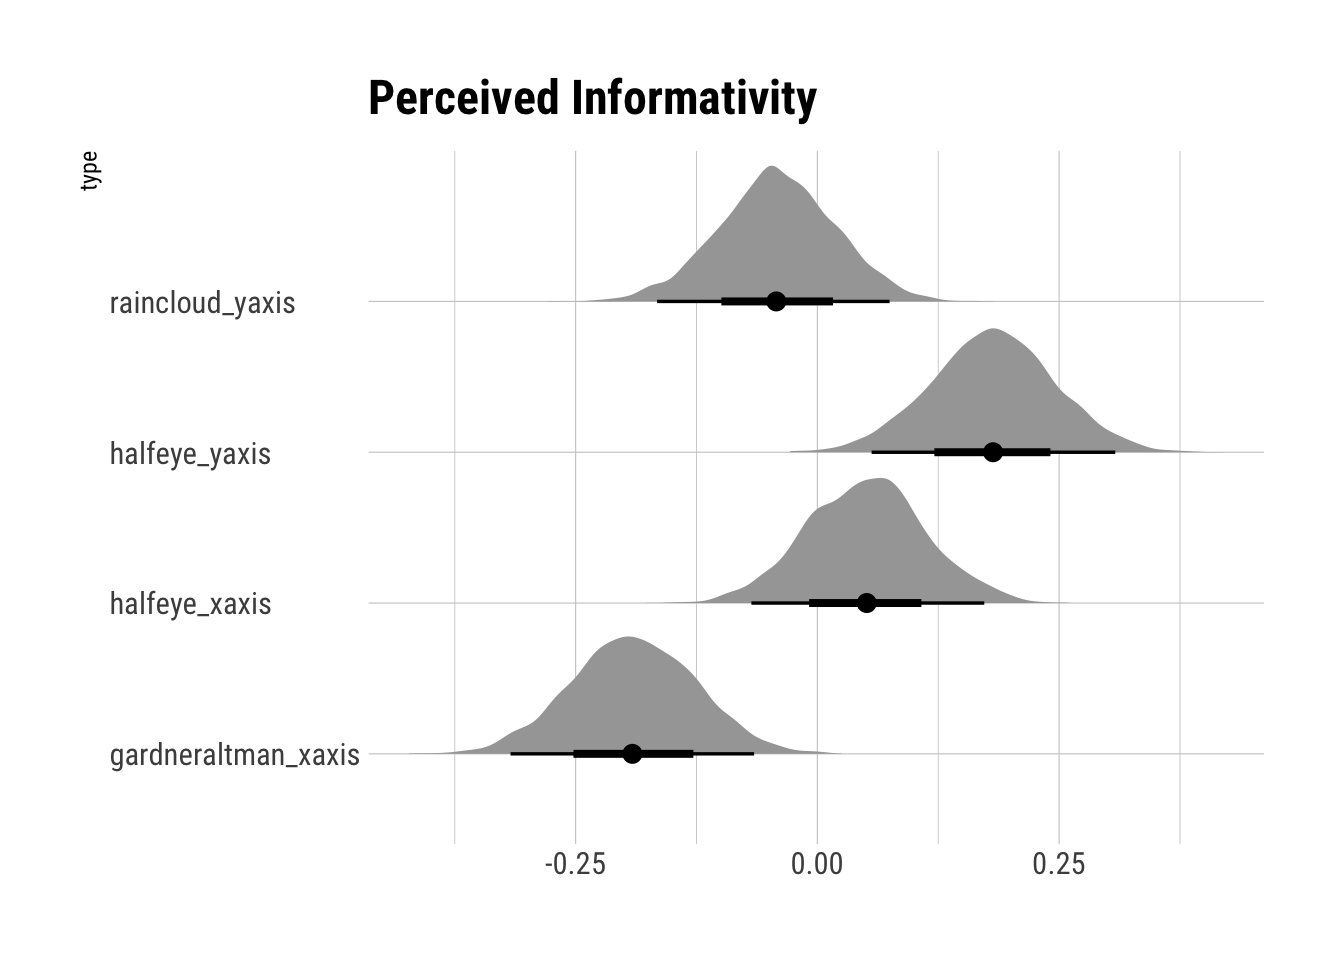 Perceived Informativity
type
raincloud_yaxis
halfeye_yaxis
halfeye_xaxis
gardneraltman_xaxis
-0.25 0.00 0.25